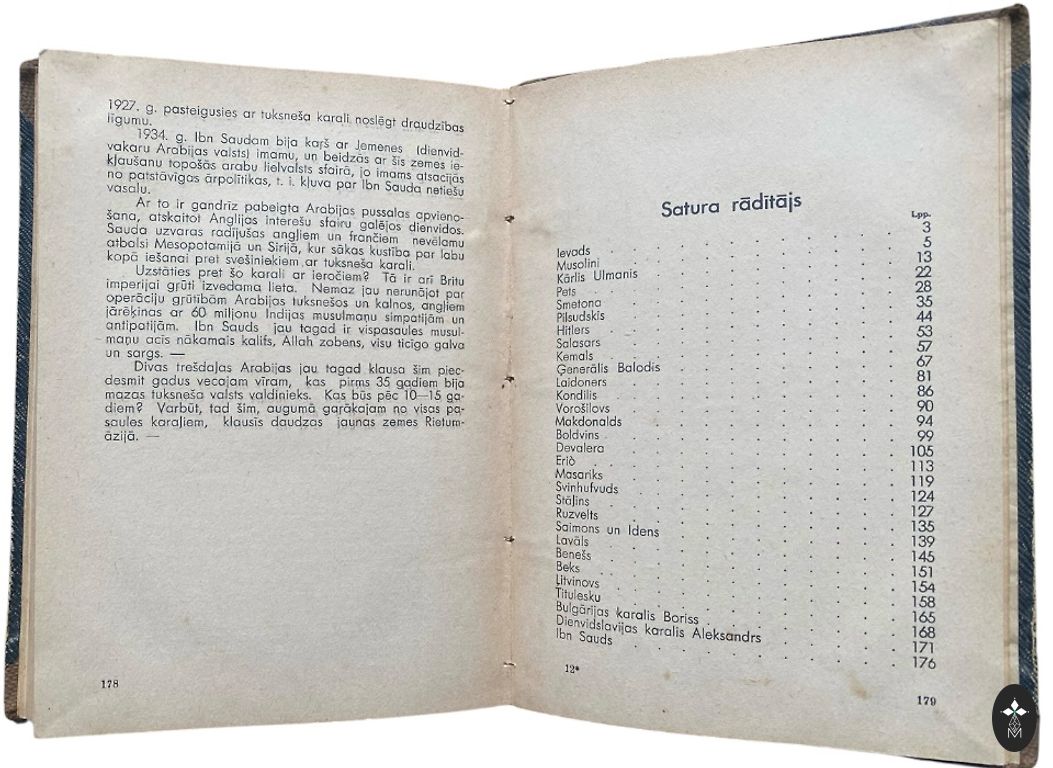 1927. g. pasteigusies ar tuksneša karali noslēgt draudzības
līgumu.
1934. g. Ibn Saudam bija karš ar Jemenes (dienvid-
vakaru Arabijas valsts) imamu, un beidzās ar šīs zemes ie-
kļaušanu topošās arabu lielvalsts sfairā, jo imams atsacījās
no patstāvīgas ārpolītikas, t. i. kļuva par Ibn Sauda netiešu
vasalu.
Ar to ir gandrīz pabeigta Arabijas pussalas apvieno-
šana, atskaitot Anglijas interešu sfairu galējos dienvidos.
Sauda uzvaras radījušas angļiem un frančiem nevēlamu
atbalsi Mesopotamijā un Sīrijā, kur sākas kustība par labu
kopā iešanai pret svešiniekiem ar tuksneša karali.
Uzstāties pret šo karali ar ieročiem? Tā ir arī Britu
imperijai grūti izvedama lieta. Nemaz jau nerunājot par
operāciju grūtībām Arabijas tuksnešos un kalnos, angļiem
jārēķinas ar 60 miljonu Indijas musulmaņu simpatijām un
antipatijām. Ibn Sauds jau tagad ir vispasaules musul-
maņu acīs nākamais kalifs, Allah zobens, visu ticīgo galva
un sargs. —
Divas trešdaļas Arabijas jau tagad klausa šim piec-
desmit gadus vecajam vīram, kas pirms 35 gadiem bija
mazas tuksneša valsts valdinieks. Kas būs pēc 10—15 ga-
diem? Varbūt, tad šim, augumā garākajam no visas pa-
saules karaļiem, klausīs daudzas jaunas zemes Rietum-
āzijā. —
178
Satura rādītājs
Lpp.
Ievads 3
Musolini 5
Kārlis Ulmanis 13
Pets 22
Smetona 28
Pilsudskis 35
Hitlers 44
Salasars 53
Kemals 57
Ģenerālis Balodis 67
Laidoners 81
Kondilis 86
Vorošilovs 90
Makdonalds 94
Boldvins 99
Devalera 105
Eriò 113
Masariks 119
Svinhufvuds 124
Staļins 127
Ruzvelts 135
Saimons un Idens 139
Lavāls 145
Benešs 151
Beks 154
Litvinovs 158
Titulesku 165
Bulgārijas karalis Boriss 168
Dienvidslavijas karalis Aleksandrs 171
Ibn Sauds 176
12*
179
M